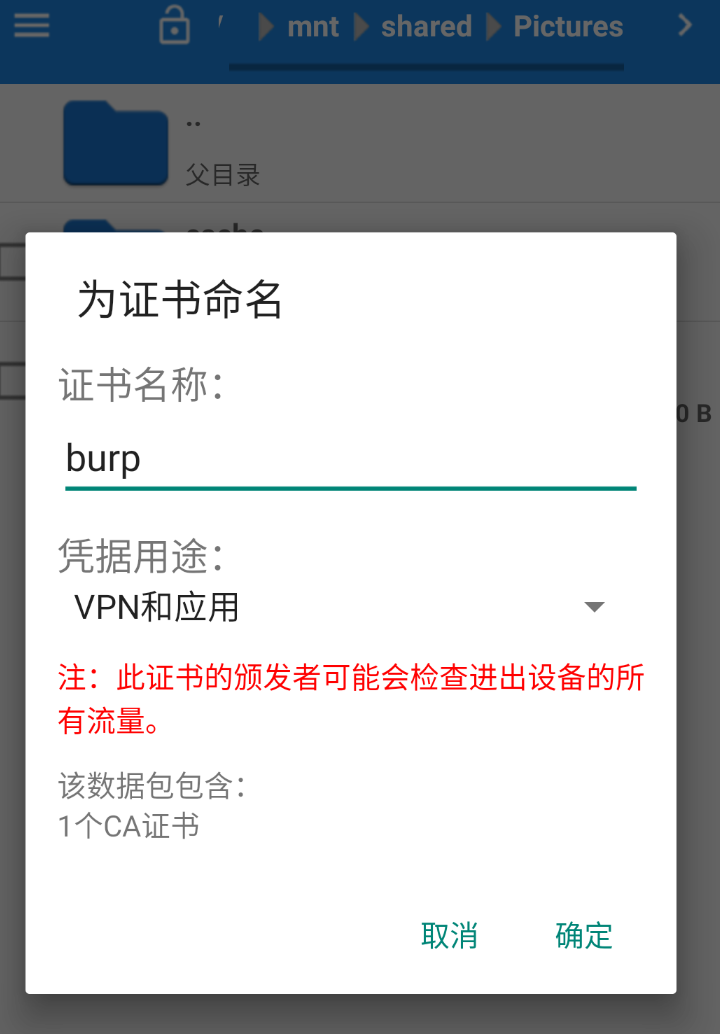 / mnt shared Pictures
..
父目录
为证书命名
证书名称：
burp
凭据用途：
VPN和应用
注：此证书的颁发者可能会检查进出设备的所
有流量。
0 B
该数据包包含：
1个CA证书
取消 确定